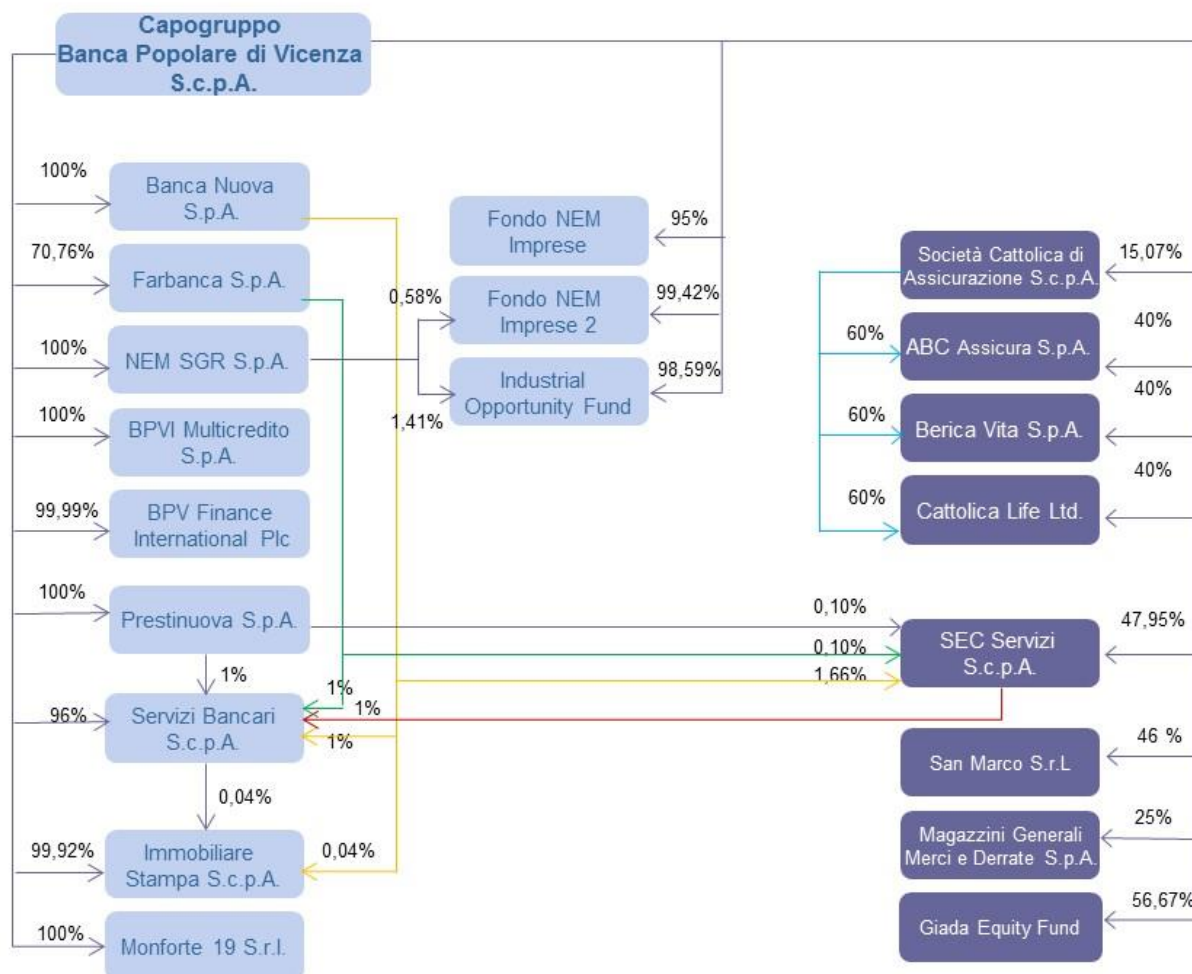 Capogruppo
Banca Popolare di Vicenza
S.c.p.A.
100%
Banca Nuova
S.p.A.
70,76%
Farbanca S.p.A.
100%
NEM SGR S.p.A.
100%
BPVI Multicredito
S.p.A.
99,99%
BPV Finance
International Plc
100%
Prestinuova S.p.A.
1%
96%
Servizi Bancari
S.c.p.A.
1%
1%
1%
0,04%
99,92%
Immobiliare
Stampa S.c.p.A.
0,04%
100%
Monforte 19 S.r.l.
Fondo NEM
Imprese
95%
0,58%
Fondo NEM
Imprese 2
99,42%
1,41%
Industrial
Opportunity Fund
98,59%
Società Cattolica di
Assicurazione S.c.p.A.
15,07%
60%
ABC Assicura S.p.A.
40%
60%
Berica Vita S.p.A.
40%
60%
Cattolica Life Ltd.
40%
0,10%
0,10%
1,66%
SEC Servizi
S.c.p.A.
47,95%
San Marco S.r.L
46 %
Magazzini Generali
Merci e Derrate S.p.A.
25%
Giada Equity Fund
56,67%